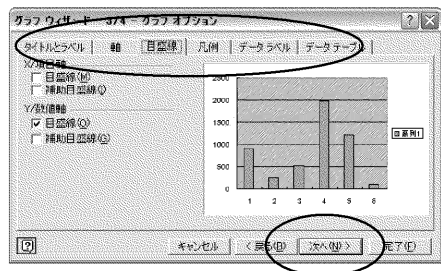 グラフ ウィザード - 3/4 - グラフ オプション
タイトルとラベル 軸 目盛線 凡例 データ ラベル データ テーブル
X/項目軸
目盛線(M)
補助目盛線(I)
Y/数値軸
目盛線(O)
補助目盛線(G)
2500
2000
1500
1000
500
0
1 2 3 4 5 6
系列1
キャンセル < 戻る(B) 次へ(N) > 完了(F)